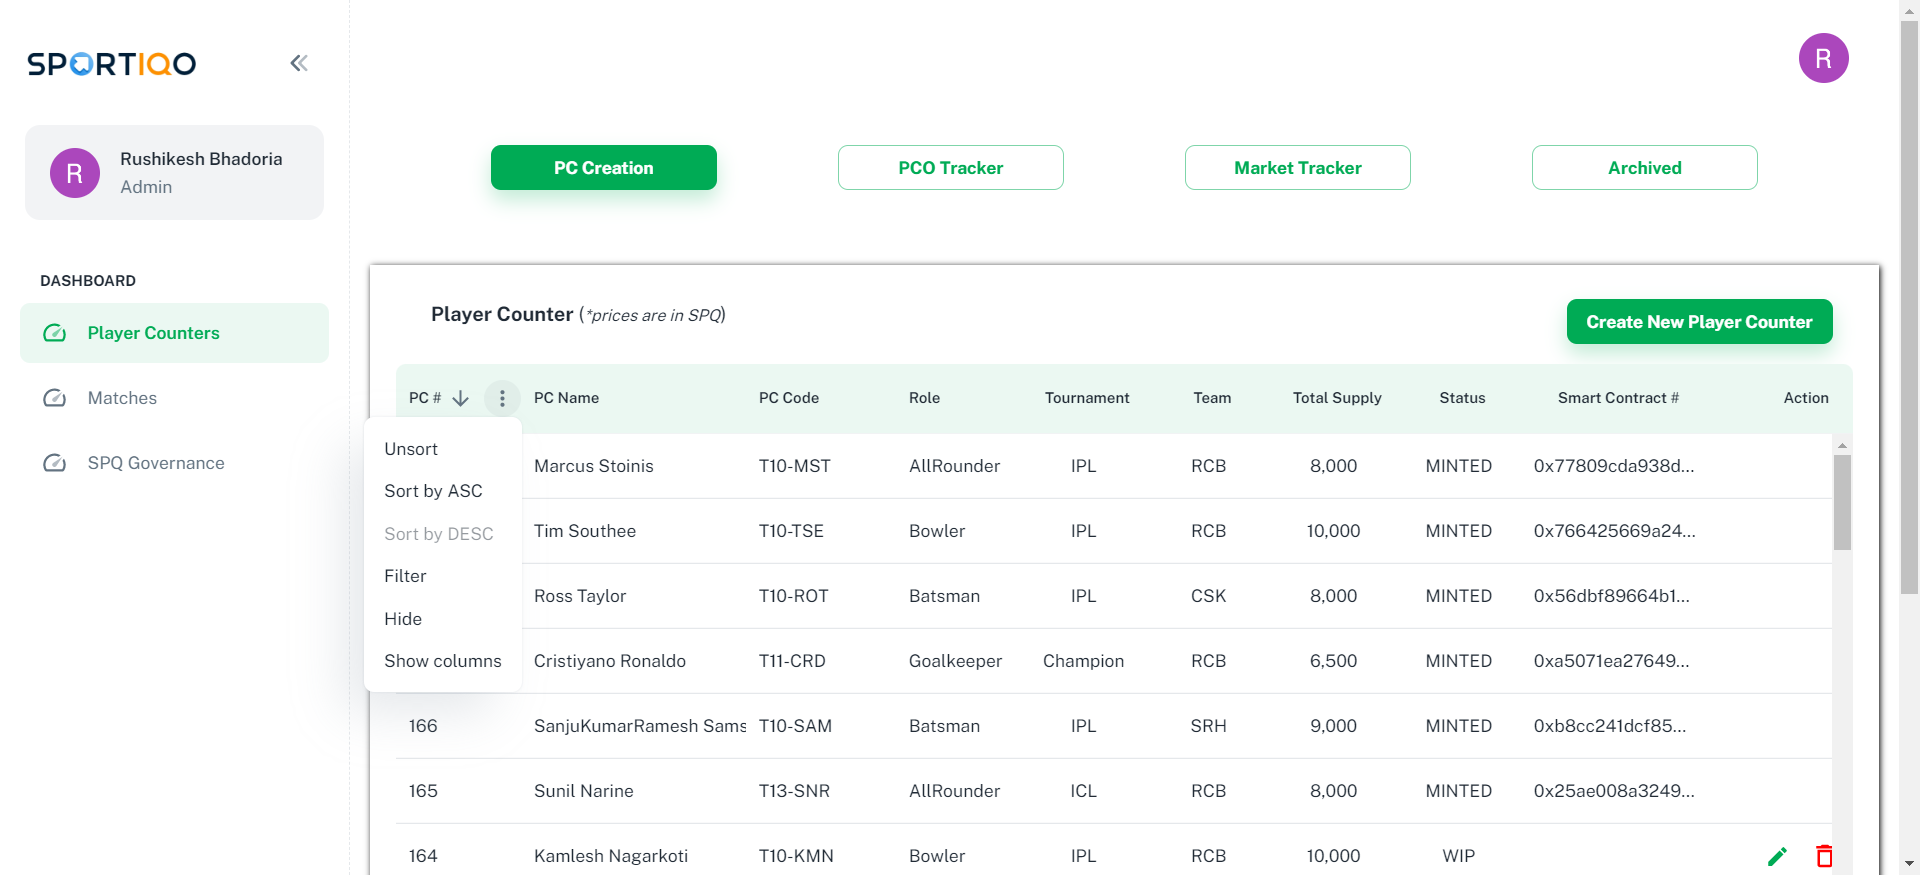 SPORTIQO
R
R
Rushikesh Bhadoria
Admin
PC Creation
PCO Tracker
Market Tracker
Archived
DASHBOARD
Player Counters
Matches
SPQ Governance
Player Counter (*prices are in SPQ)
Create New Player Counter
PC # PC Name PC Code Role Tournament Team Total Supply Status Smart Contract # Action
Unsort
Sort by ASC
Sort by DESC
Filter
Hide
Show columns
Marcus Stoinis T10-MST AllRounder IPL RCB 8,000 MINTED 0x77809cda938d...
Tim Southee T10-TSE Bowler IPL RCB 10,000 MINTED 0x766425669a24...
Ross Taylor T10-ROT Batsman IPL CSK 8,000 MINTED 0x56dbf89664b1...
Cristiyano Ronaldo T11-CRD Goalkeeper Champion RCB 6,500 MINTED 0xa5071ea27649...
166 SanjuKumarRamesh Sams T10-SAM Batsman IPL SRH 9,000 MINTED 0xb8cc241dcf85...
165 Sunil Narine T13-SNR AllRounder ICL RCB 8,000 MINTED 0x25ae008a3249...
164 Kamlesh Nagarkoti T10-KMN Bowler IPL RCB 10,000 WIP